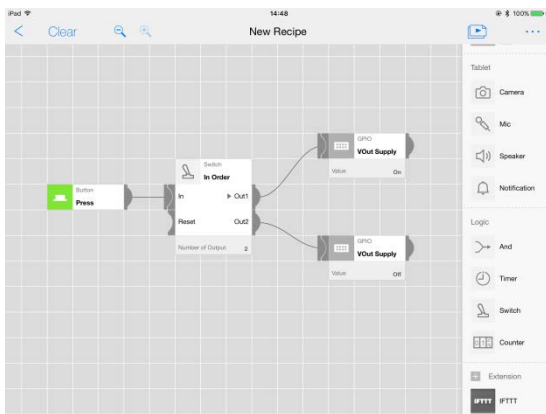 iPad 14:48 100%
Clear New Recipe ...
Button
Press
Switch
In Order
In Out1
Reset Out2
Number of Output 2
GPIO
VOut Supply
Value On
GPIO
VOut Supply
Value Off
Tablet
Camera
Mic
Speaker
Notification
Logic
And
Timer
Switch
Counter
Extension
IFTTT IFTTT